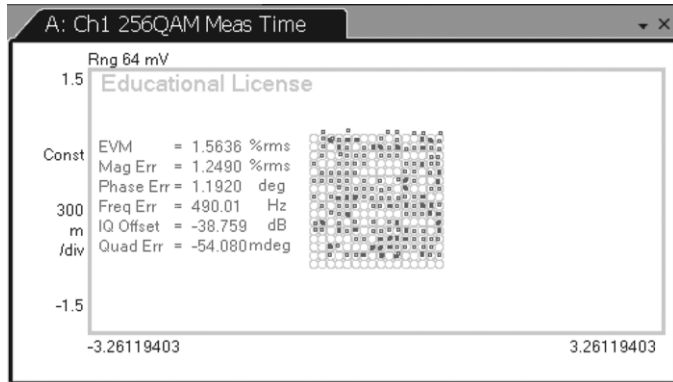 A: Ch1 256QAM Meas Time
Rng 64 mV
1.5
Educational License
EVM = 1.5636 %rms
Const
Mag Err = 1.2490 %rms
Phase Err = 1.1920 deg
300
Freq Err = 490.01 Hz
m
IQ Offset = -38.759 dB
/div
Quad Err = -54.080mdeg
-1.5
-3.26119403
3.26119403